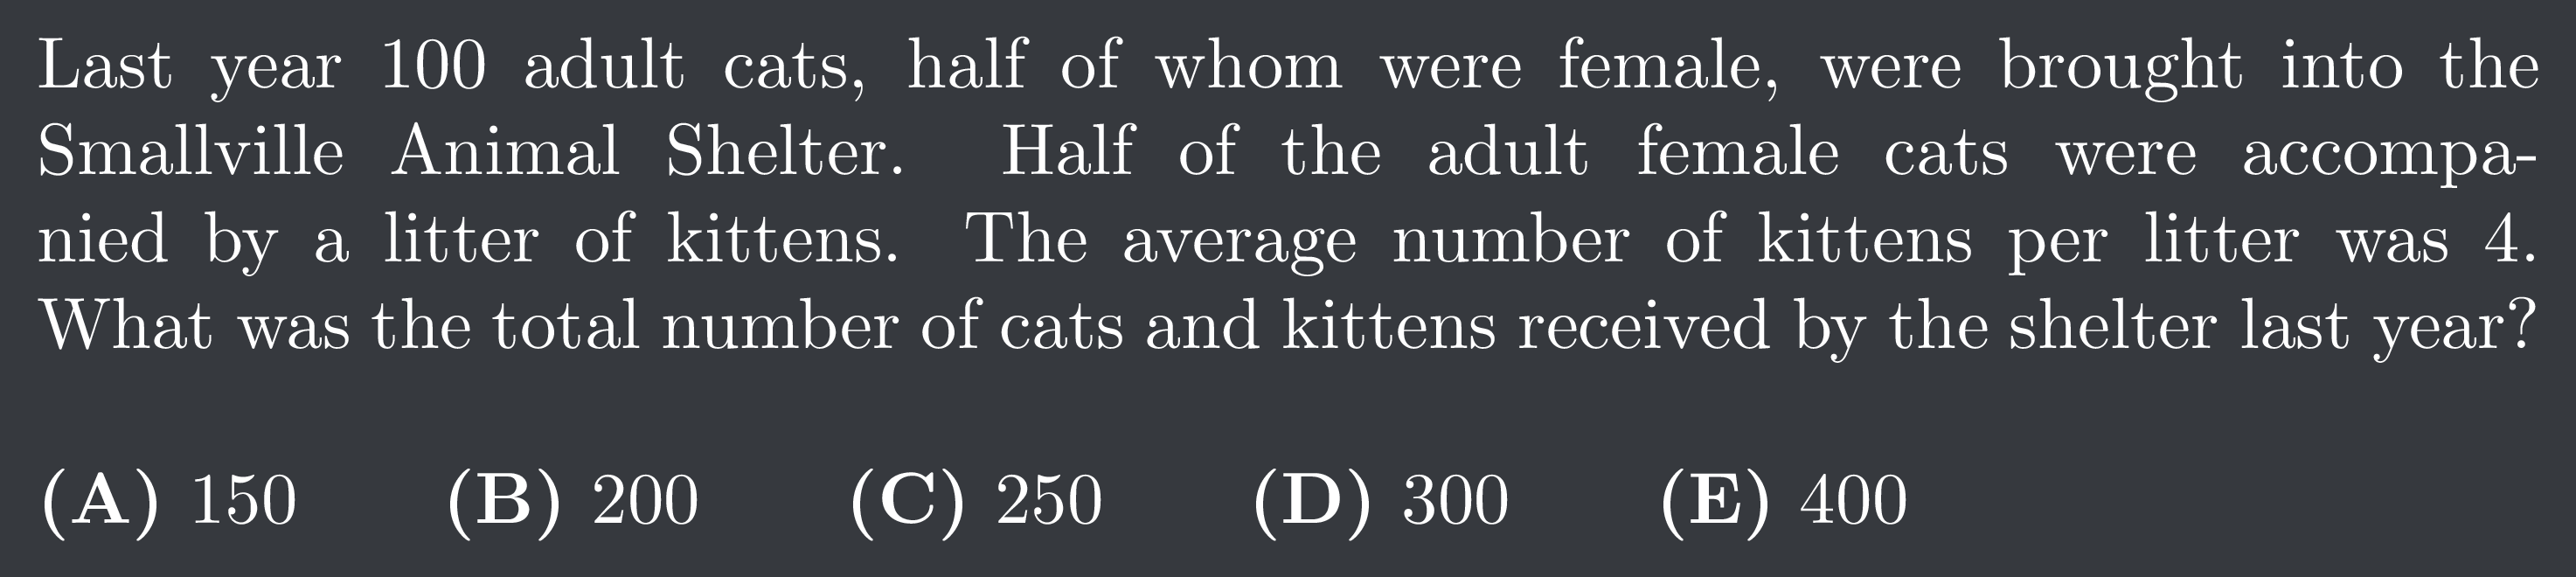 Last year 100 adult cats, half of whom were female, were brought into the
Smallville Animal Shelter. Half of the adult female cats were accompa-
nied by a litter of kittens. The average number of kittens per litter was 4.
What was the total number of cats and kittens received by the shelter last year?
(A) 150 (B) 200 (C) 250 (D) 300 (E) 400